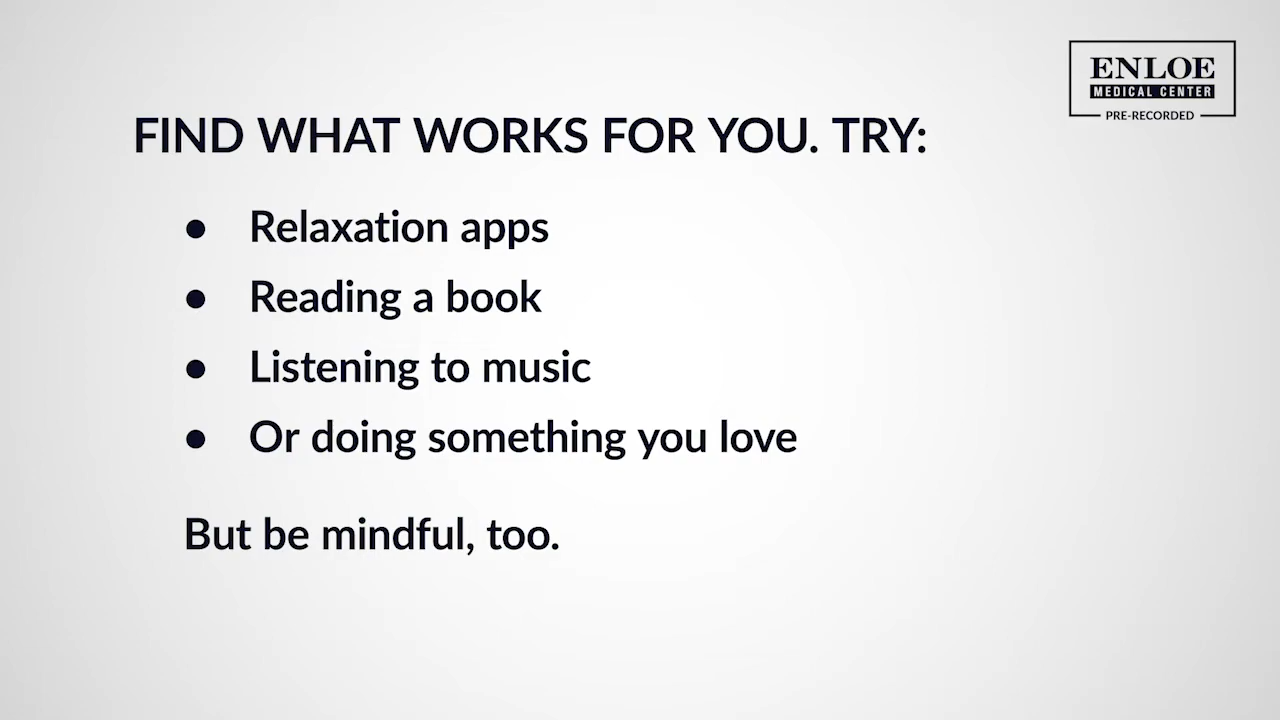 ENLOE
MEDICAL CENTER
PRE-RECORDED
FIND WHAT WORKS FOR YOU. TRY:
● Relaxation apps
● Reading a book
● Listening to music
● Or doing something you love
But be mindful, too.